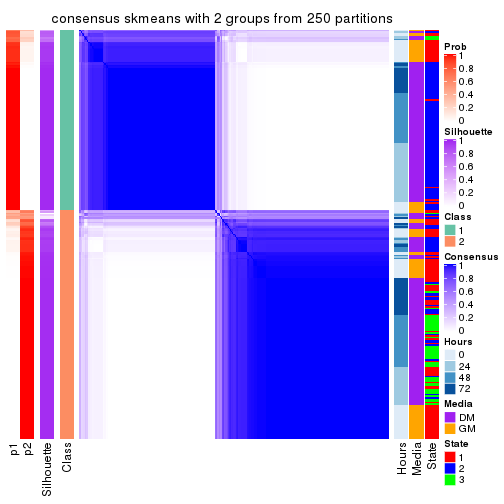 consensus skmeans with 2 groups from 250 partitions
Prob
1
0.8
0.6
0.4
0.2
0
Silhouette
1
0.8
0.6
0.4
0.2
0
Class
1
2
Consensus
1
0.8
0.6
0.4
0.2
0
Hours
0
24
48
72
Media
DM
GM
State
1
2
3
p1
p2
Silhouette
Class
Hours
Media
State